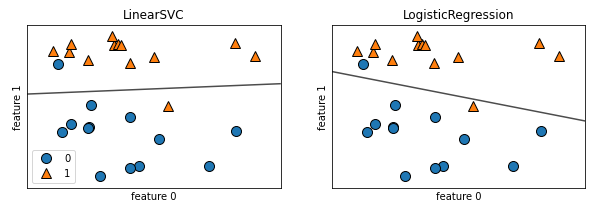 LinearSVC
feature 1
0
1
feature 0
LogisticRegression
feature 1
feature 0